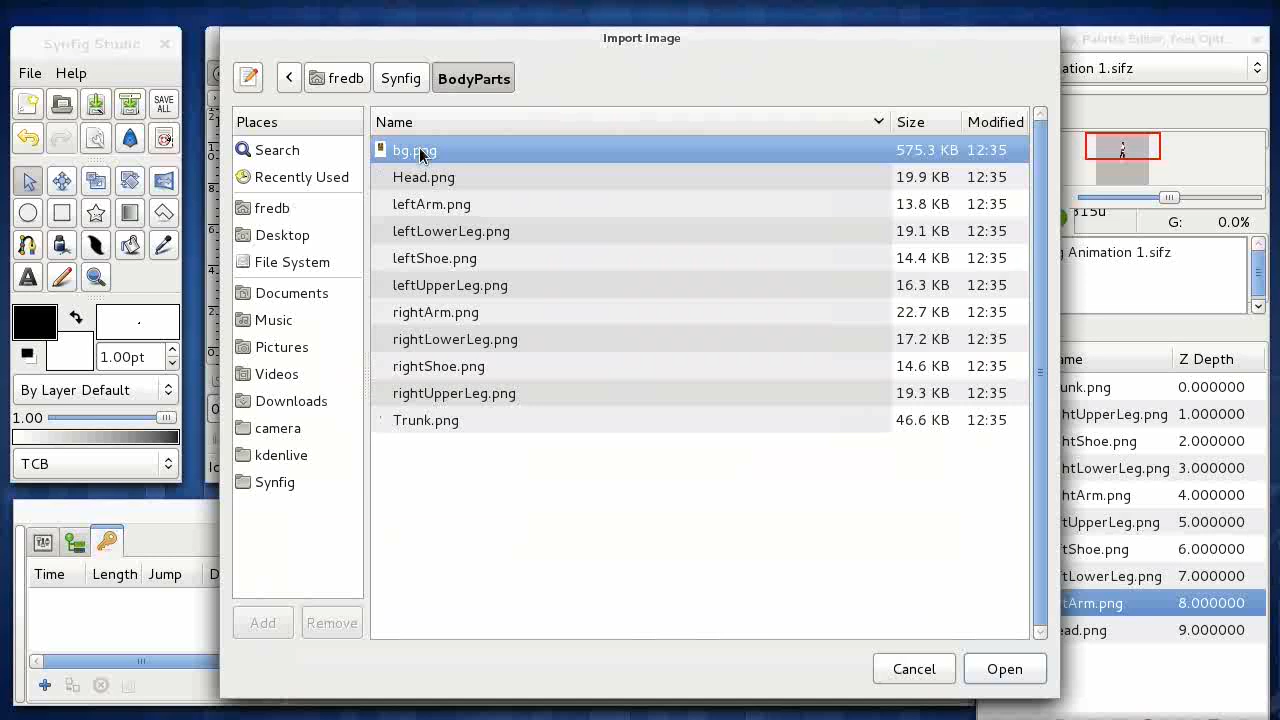 Import Image
Synfig Studio
Palette Editor, Tool Opt...
File Help
SAVE
ALL
fredb Synfig BodyParts
ation 1.sifz
Places
Name Size Modified
Search
Recently Used
fredb
Desktop
File System
Documents
Music
Pictures
Videos
Downloads
camera
kdenlive
Synfig
bg.png 575.3 KB 12:35
Head.png 19.9 KB 12:35
leftArm.png 13.8 KB 12:35
leftLowerLeg.png 19.1 KB 12:35
leftShoe.png 14.4 KB 12:35
leftUpperLeg.png 16.3 KB 12:35
rightArm.png 22.7 KB 12:35
rightLowerLeg.png 17.2 KB 12:35
rightShoe.png 14.6 KB 12:35
rightUpperLeg.png 19.3 KB 12:35
Trunk.png 46.6 KB 12:35
Add Remove
Cancel Open
1.00pt
By Layer Default
1.00
TCB
Time Length Jump D
G: 0.0%
g Animation 1.sifz
ame Z Depth
unk.png 0.000000
htUpperLeg.png 1.000000
htShoe.png 2.000000
htLowerLeg.png 3.000000
htArm.png 4.000000
tUpperLeg.png 5.000000
ftShoe.png 6.000000
tLowerLeg.png 7.000000
tArm.png 8.000000
ead.png 9.000000